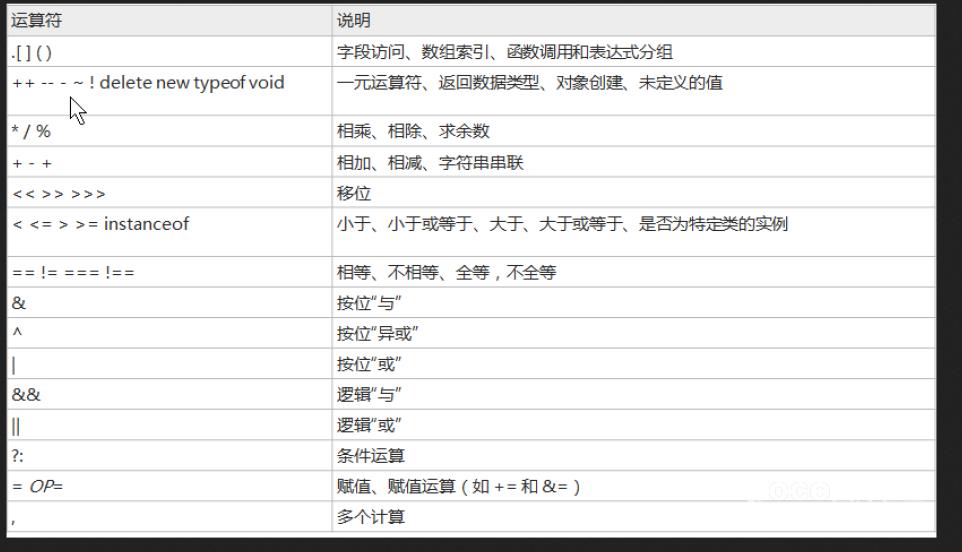 运算符 说明
.[ ] ( ) 字段访问、数组索引、函数调用和表达式分组
++ -- - ~ ! delete new typeof void 一元运算符、返回数据类型、对象创建、未定义的值
* / % 相乘、相除、求余数
+ - + 相加、相减、字符串串联
<< >> >>> 移位
< <= > >= instanceof 小于、小于或等于、大于、大于或等于、是否为特定类的实例
== != === !== 相等、不相等、全等，不全等
& 按位“与”
^ 按位“异或”
| 按位“或”
&& 逻辑“与”
|| 逻辑“或”
?: 条件运算
= OP= 赋值、赋值运算（如 += 和 &=）
, 多个计算